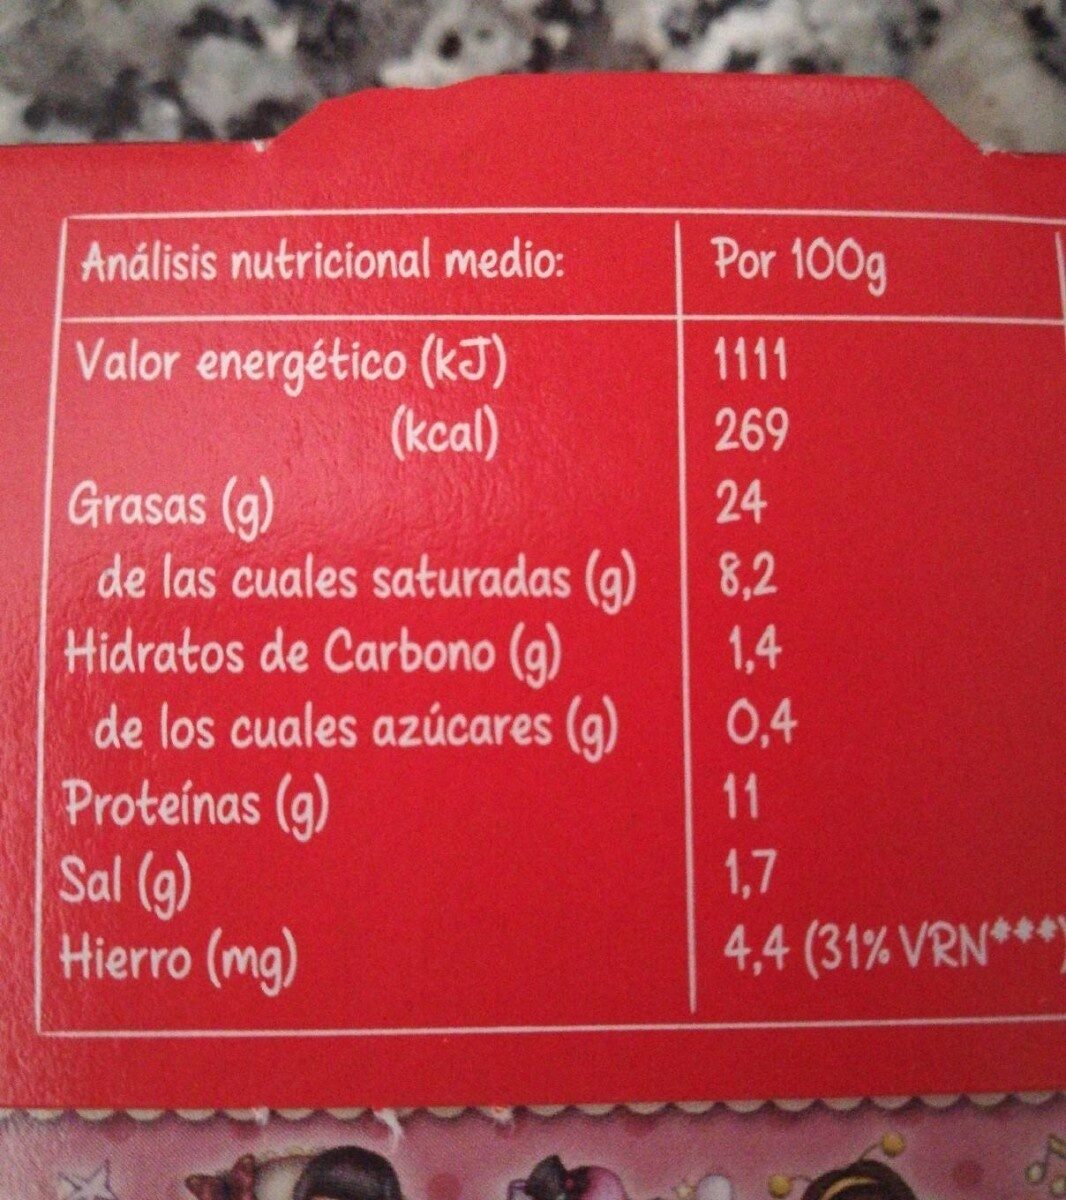 Análisis nutricional medio: Por 100g
Valor energético (kJ) 1111
(kcal) 269
Grasas (g) 24
de las cuales saturadas (g) 8,2
Hidratos de Carbono (g) 1,4
de los cuales azúcares (g) 0,4
Proteínas (g) 11
Sal (g) 1,7
Hierro (mg) 4,4 (31% VRN***)